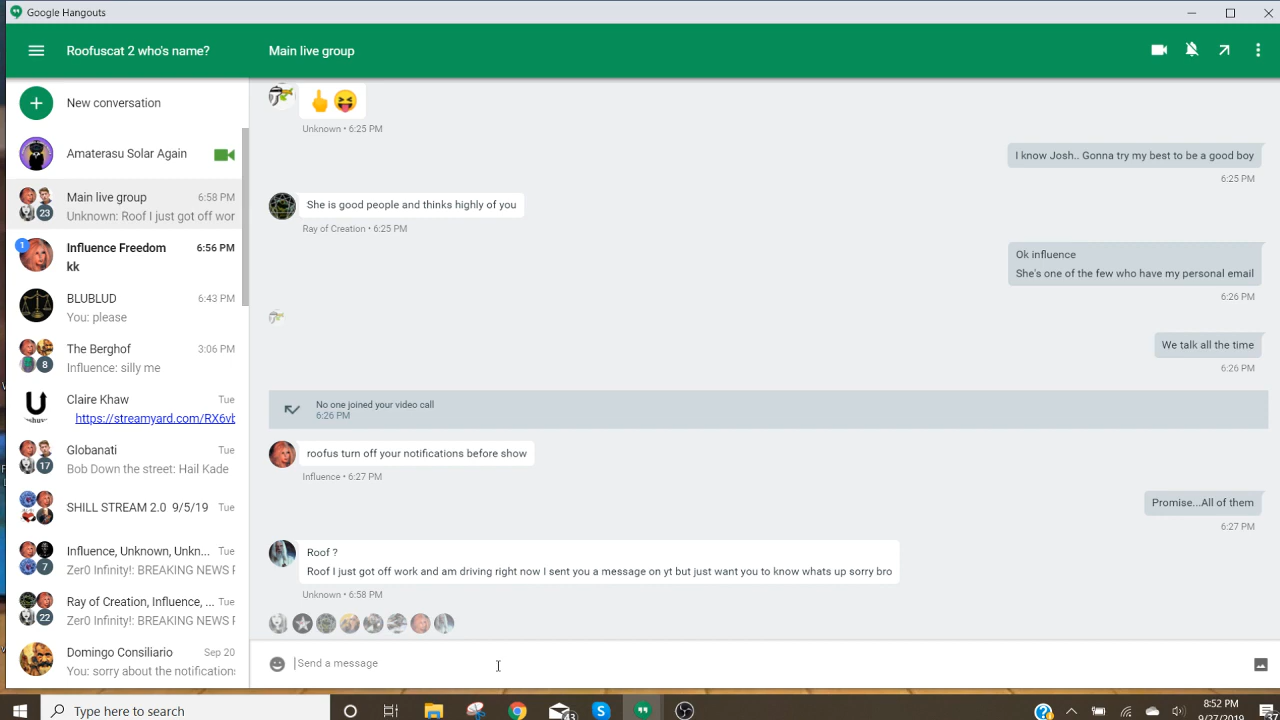 Google Hangouts
Roofuscat 2 who's name?
Main live group
New conversation
Amaterasu Solar Again
Main live group
6:58 PM
23
Unknown: Roof I just got off wor
1
Influence Freedom
6:56 PM
kk
BLUBLUD
6:43 PM
You: please
The Berghof
3:06 PM
8
Influence: silly me
Claire Khaw
Tue
https://streamyard.com/RX6vb
Globanati
Tue
17
Bob Down the street: Hail Kade
SHILL STREAM 2.0 9/5/19
Tue
Influence, Unknown, Unkn...
Tue
7
Zer0 Infinity!: BREAKING NEWS F
Ray of Creation, Influence, ...
Tue
22
Zer0 Infinity!: BREAKING NEWS F
Domingo Consiliario
Sep 20
You: sorry about the notification
Unknown • 6:25 PM
I know Josh.. Gonna try my best to be a good boy
6:25 PM
She is good people and thinks highly of you
Ray of Creation • 6:25 PM
Ok influence
She's one of the few who have my personal email
6:26 PM
We talk all the time
6:26 PM
No one joined your video call
6:26 PM
roofus turn off your notifications before show
Influence • 6:27 PM
Promise...All of them
6:27 PM
Roof ?
Roof I just got off work and am driving right now I sent you a message on yt but just want you to know whats up sorry bro
Unknown • 6:58 PM
Send a message
Type here to search
43
8:52 PM
9/27/2019